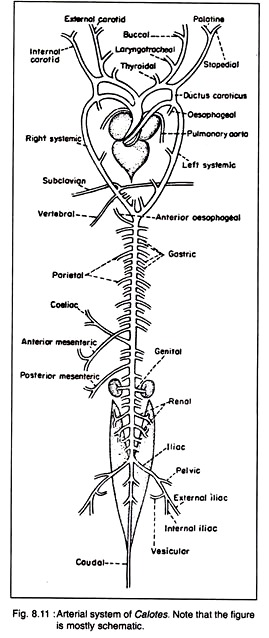 External carotid
Buccal
Palatine
Internal
carotid
Laryngotracheal
Thyroidal
Stapedial
Ductus caroticus
Oesophageal
Pulmonary aorta
Right systemic
Left systemic
Subclavian
Vertebral
Anterior oesophageal
Gastric
Parietal
Coeliac
Anterior mesenteric
Genital
Posterior mesenteric
Renal
Iliac
Pelvic
External iliac
Internal iliac
Vesicular
Caudal
Fig. 8.11 : Arterial system of Calotes. Note that the figure
is mostly schematic.